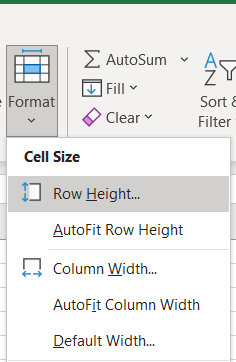 Format
AutoSum
Fill
Clear
A
Z
Sort &
Filter
Cell Size
Row Height...
AutoFit Row Height
Column Width...
AutoFit Column Width
Default Width...